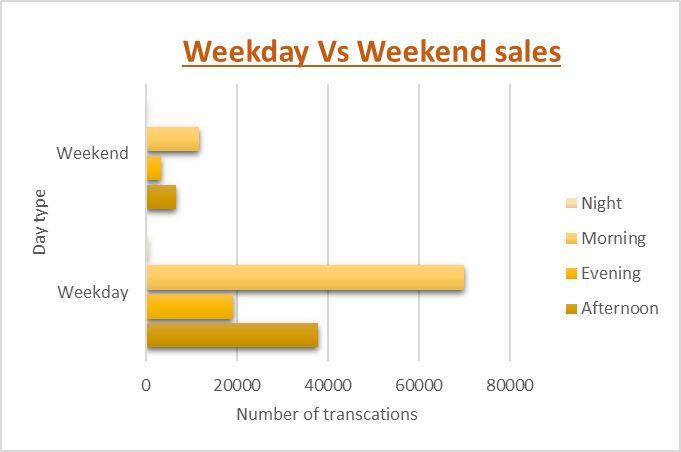 Weekday Vs Weekend sales
Weekend
Weekday
Day type
0 20000 40000 60000 80000
Number of transcations
Night
Morning
Evening
Afternoon